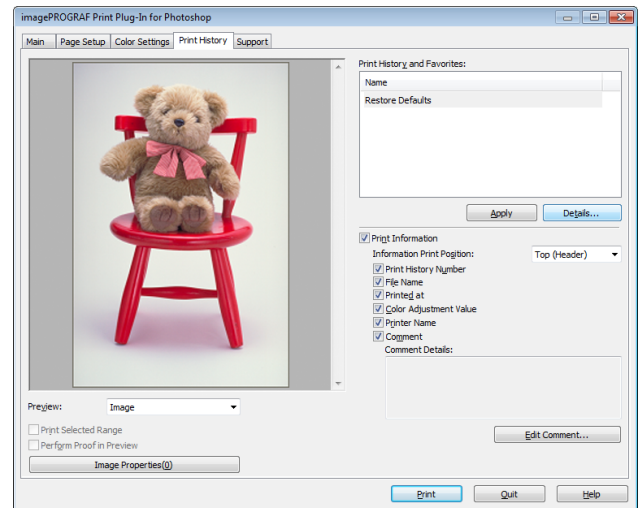 imagePROGRAF Print Plug-In for Photoshop
Main Page Setup Color Settings Print History Support
Print History and Favorites:
Name
Restore Defaults
Apply Details...
Print Information
Information Print Position: Top (Header)
Print History Number
File Name
Printed at
Color Adjustment Value
Printer Name
Comment
Comment Details:
Preview: Image
Print Selected Range
Perform Proof in Preview
Edit Comment...
Image Properties(0)
Print Quit Help